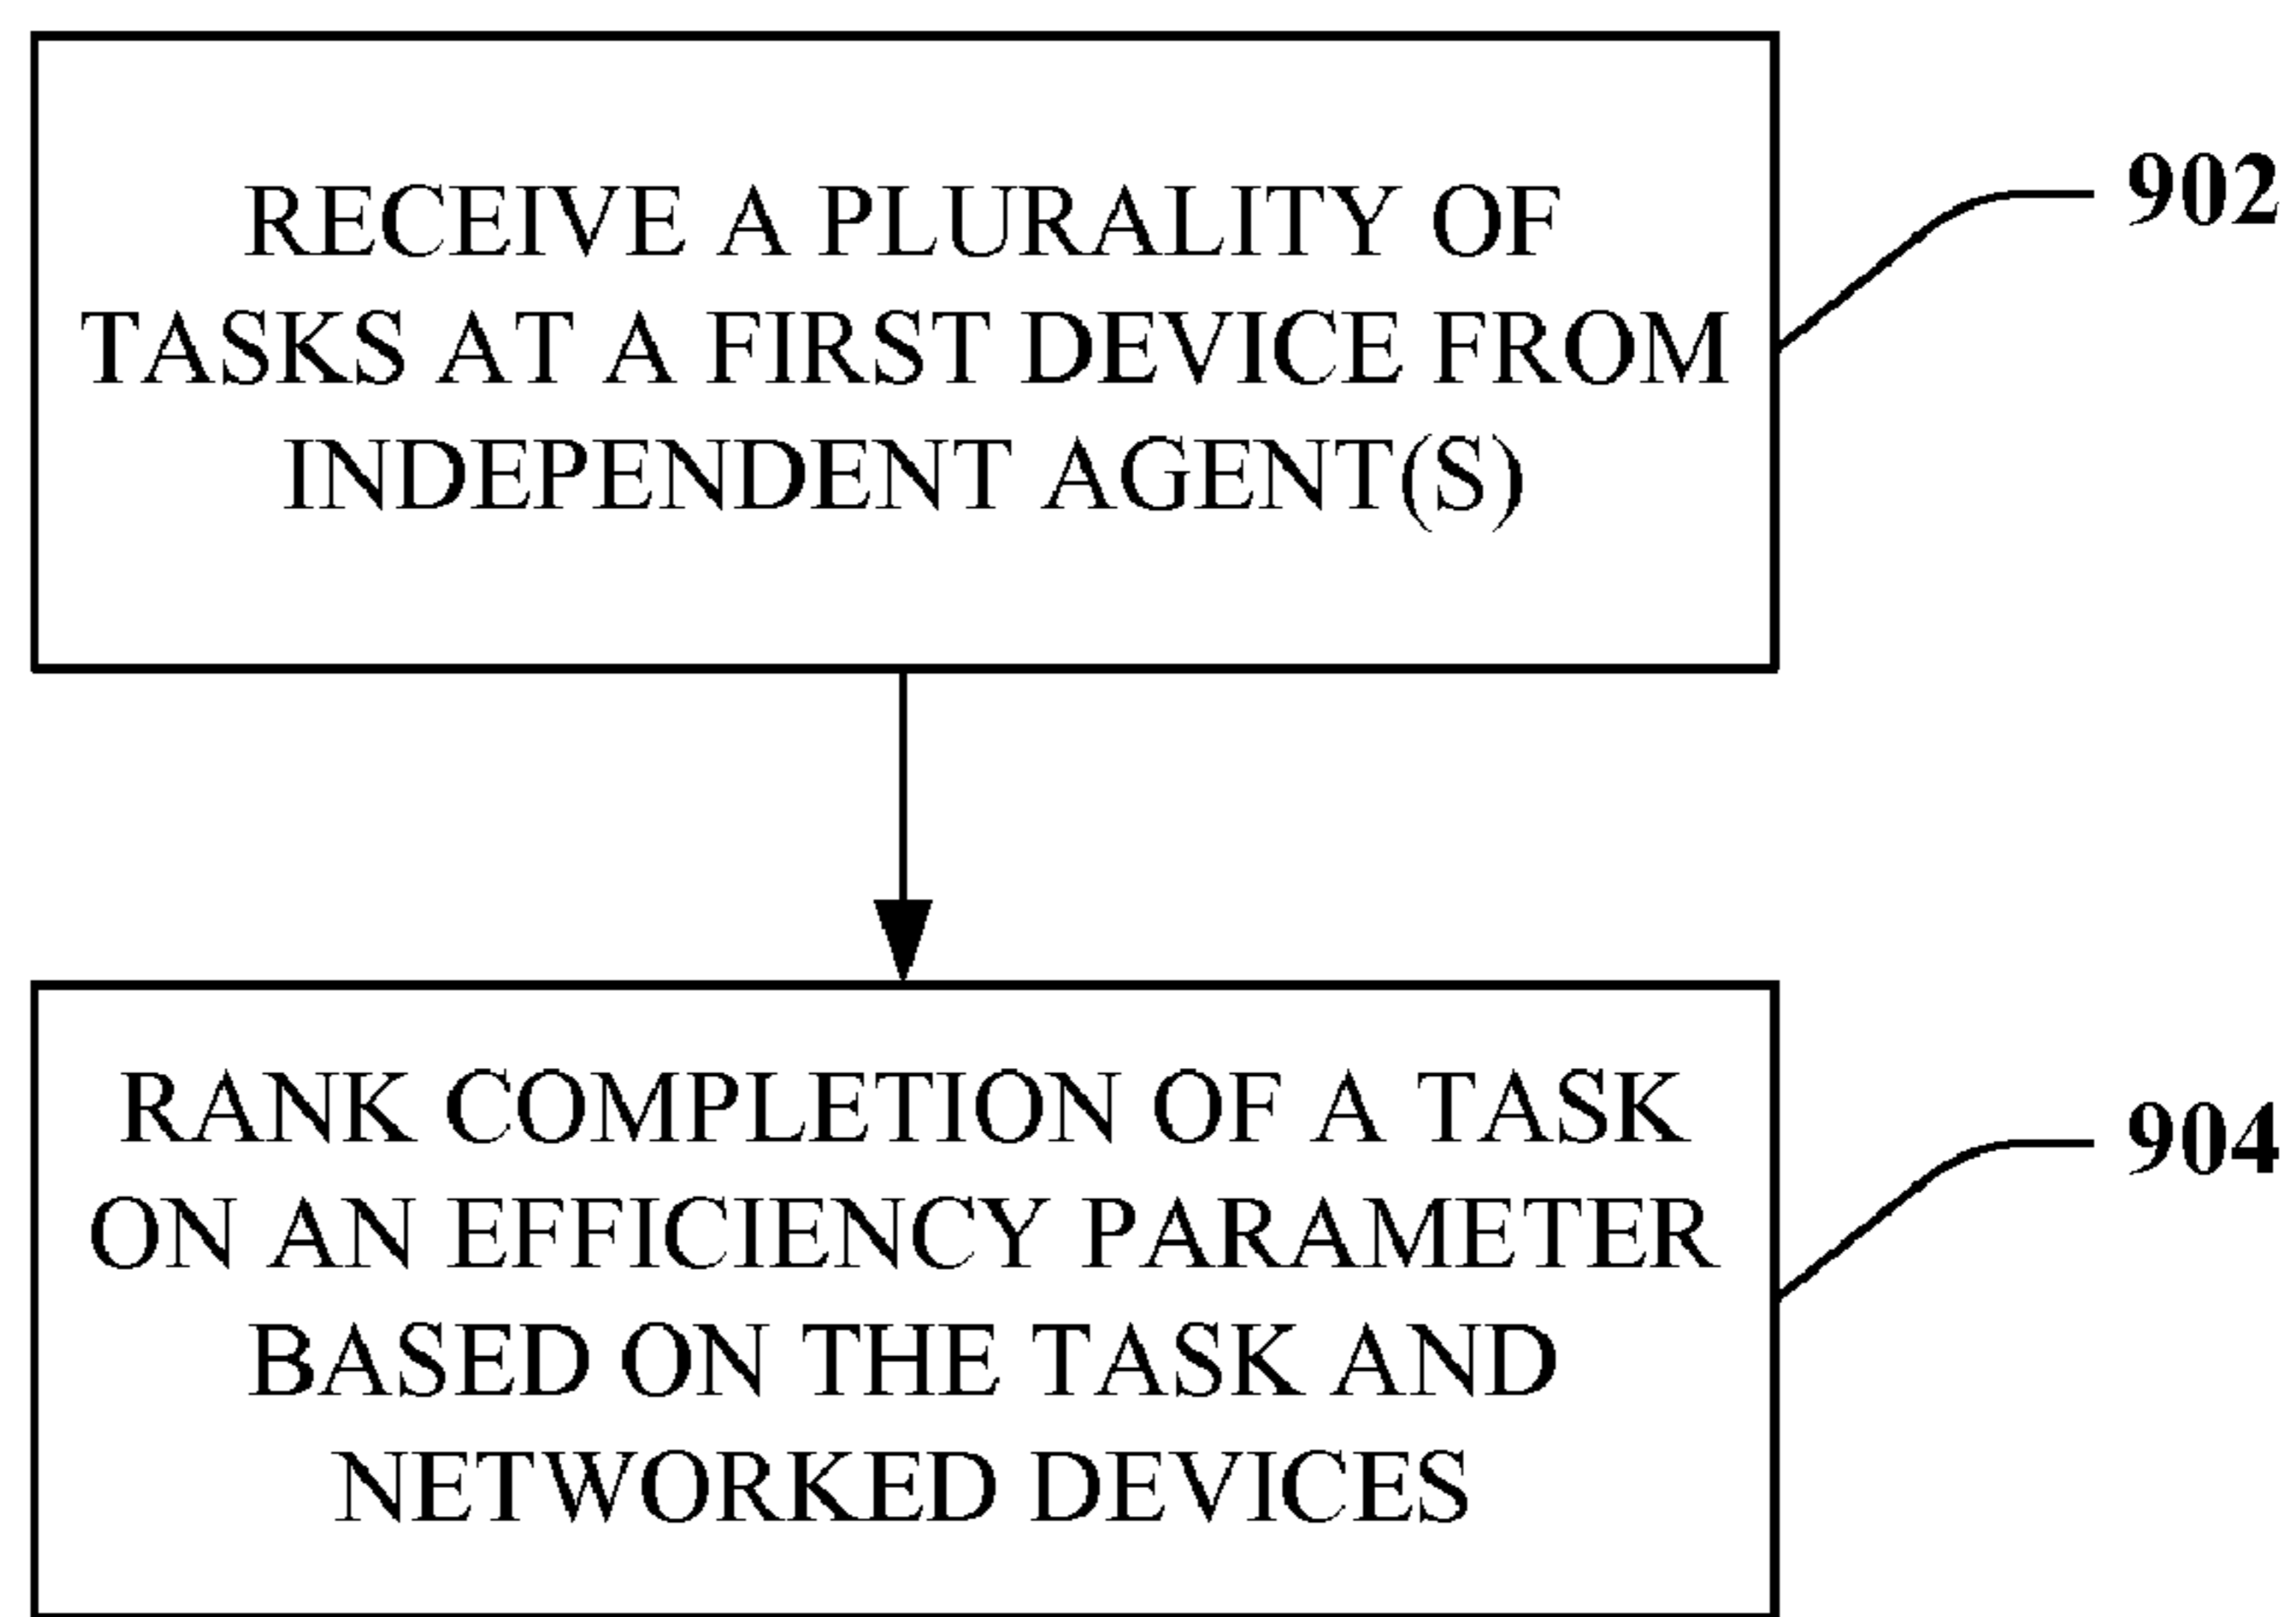 RECEIVE A PLURALITY OF
TASKS AT A FIRST DEVICE FROM
INDEPENDENT AGENT(S)
902
RANK COMPLETION OF A TASK
ON AN EFFICIENCY PARAMETER
BASED ON THE TASK AND
NETWORKED DEVICES
904